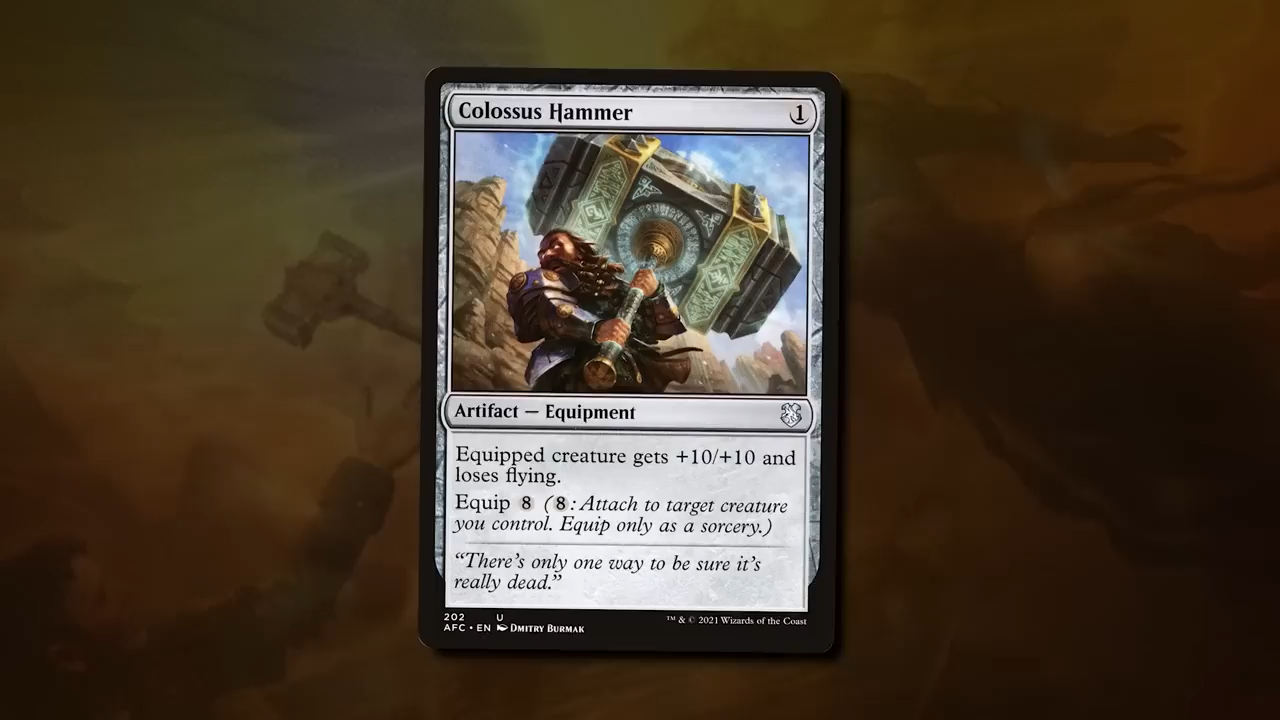 Colossus Hammer 1
Artifact — Equipment
Equipped creature gets +10/+10 and
loses flying.
Equip 8 (8: Attach to target creature
you control. Equip only as a sorcery.)
“There’s only one way to be sure it’s
really dead.”
202 U
AFC • EN Dmitry Burmak
™ & © 2021 Wizards of the Coast